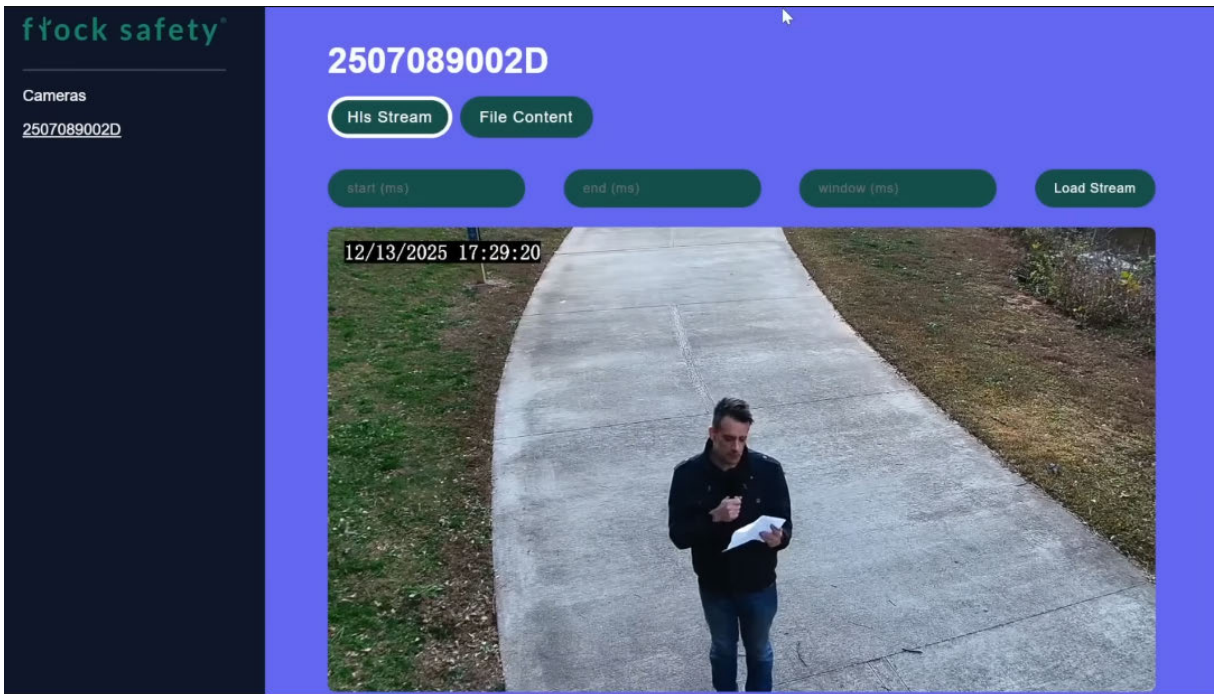 flock safety®
Cameras
2507089002D
2507089002D
Hls Stream
File Content
start (ms)
end (ms)
window (ms)
Load Stream
12/13/2025 17:29:20